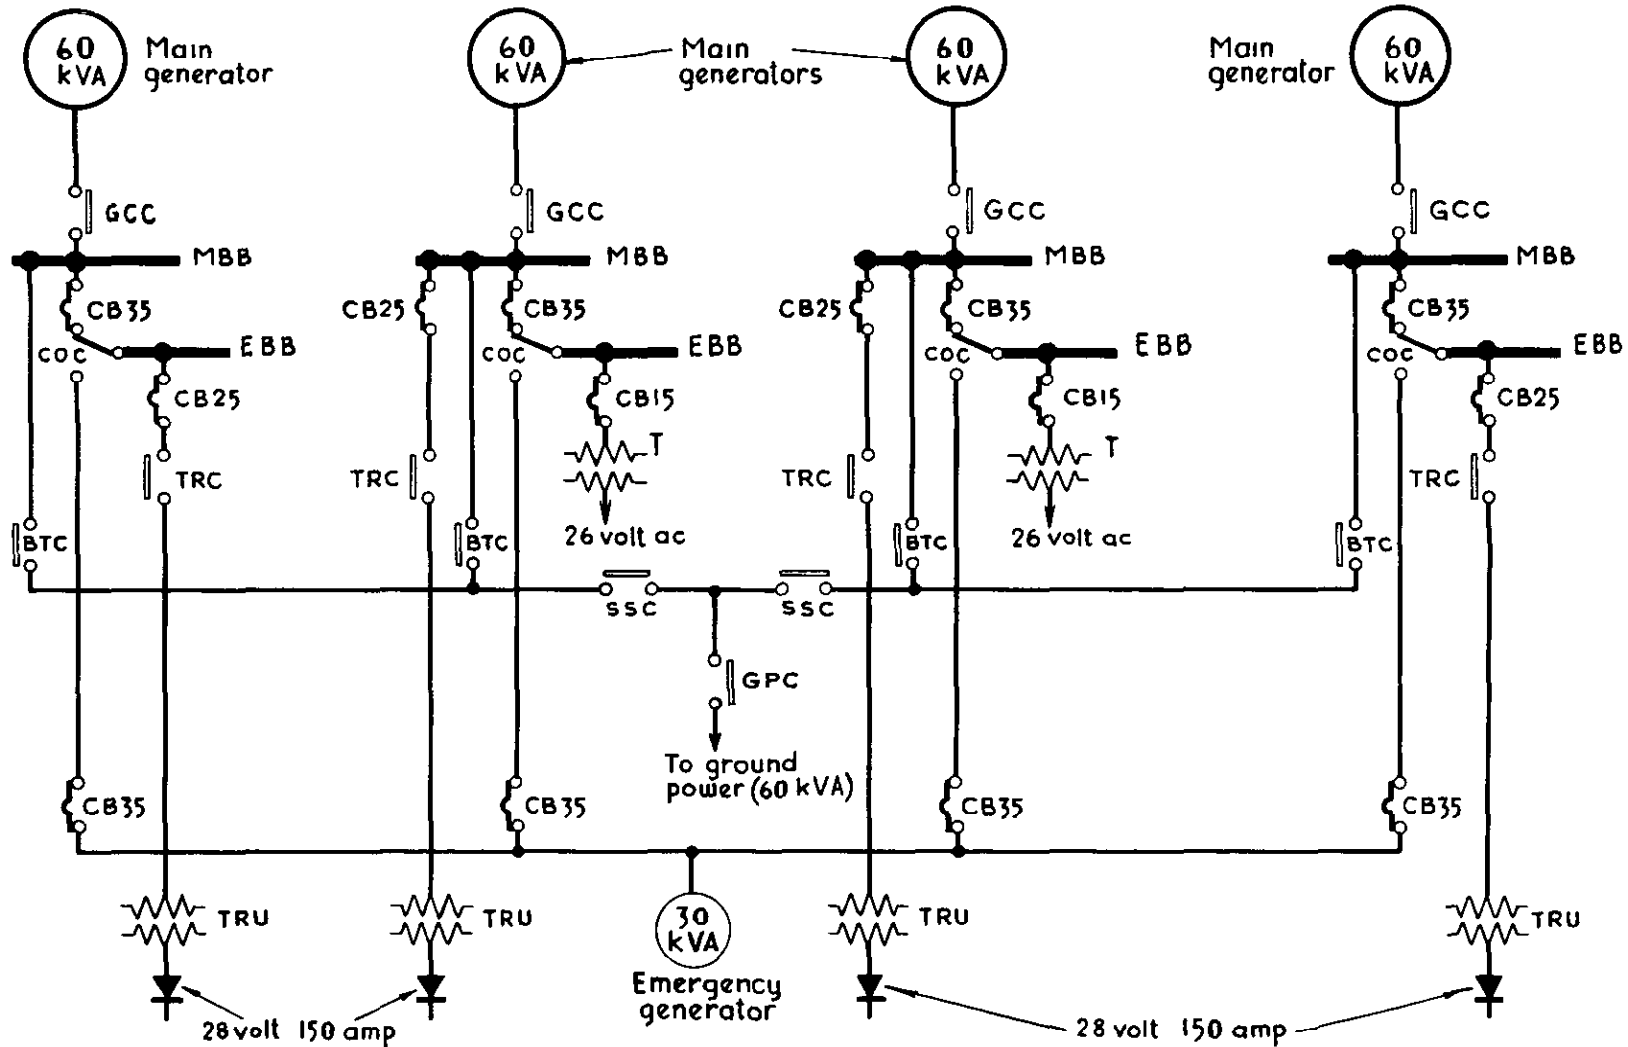 60
kVA
Main
generator
60
kVA
Main
generators
60
kVA
Main
generator
60
kVA
GCC
GCC
GCC
GCC
MBB
MBB
MBB
MBB
CB35
CB25
CB35
CB25
CB35
CB35
COC
EBB
COC
EBB
COC
EBB
COC
EBB
CB25
CB15
CB15
CB25
T
T
TRC
TRC
TRC
TRC
26 volt ac
26 volt ac
BTC
BTC
BTC
BTC
SSC
SSC
GPC
To ground
power (60 kVA)
CB35
CB35
CB35
CB35
TRU
TRU
30
kVA
TRU
TRU
Emergency
generator
28 volt 150 amp
28 volt 150 amp